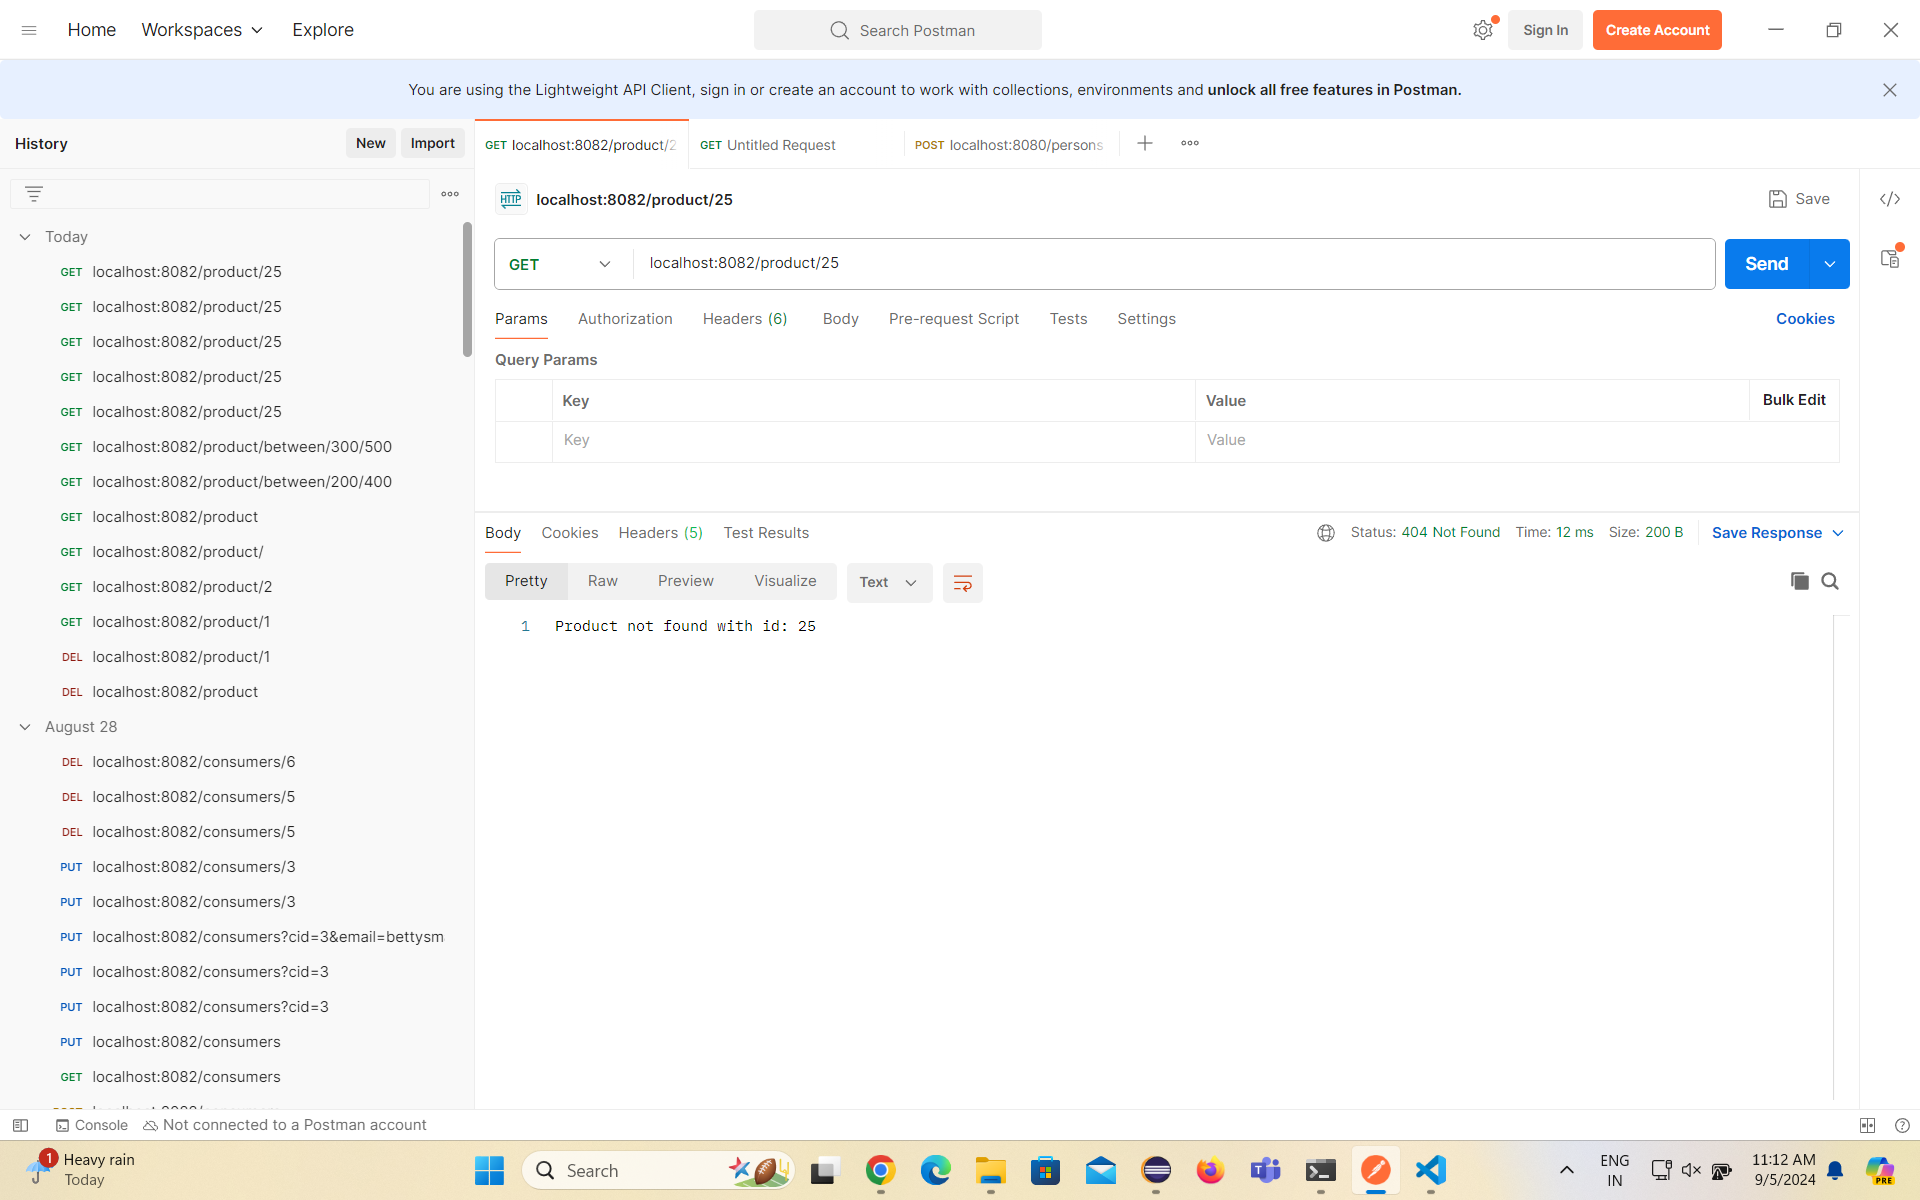 Home
Workspaces
Explore
Search Postman
Sign In
Create Account
You are using the Lightweight API Client, sign in or create an account to work with collections, environments and unlock all free features in Postman.
History
New
Import
GET localhost:8082/product/2
GET Untitled Request
POST localhost:8080/persons
HTTP
localhost:8082/product/25
Save
Today
GET localhost:8082/product/25
GET localhost:8082/product/25
GET localhost:8082/product/25
GET localhost:8082/product/25
GET localhost:8082/product/25
GET localhost:8082/product/between/300/500
GET localhost:8082/product/between/200/400
GET localhost:8082/product
GET localhost:8082/product/
GET localhost:8082/product/2
GET localhost:8082/product/1
DEL localhost:8082/product/1
DEL localhost:8082/product
August 28
DEL localhost:8082/consumers/6
DEL localhost:8082/consumers/5
DEL localhost:8082/consumers/5
PUT localhost:8082/consumers/3
PUT localhost:8082/consumers/3
PUT localhost:8082/consumers?cid=3&email=bettysm
PUT localhost:8082/consumers?cid=3
PUT localhost:8082/consumers?cid=3
PUT localhost:8082/consumers
GET localhost:8082/consumers
GET
localhost:8082/product/25
Send
Params
Authorization
Headers (6)
Body
Pre-request Script
Tests
Settings
Cookies
Query Params
Key
Value
Bulk Edit
Key
Value
Body
Cookies
Headers (5)
Test Results
Status: 404 Not Found
Time: 12 ms
Size: 200 B
Save Response
Pretty
Raw
Preview
Visualize
Text
1 Product not found with id: 25
Console
Not connected to a Postman account
1
Heavy rain
Today
Search
ENG
IN
11:12 AM
9/5/2024
PRE